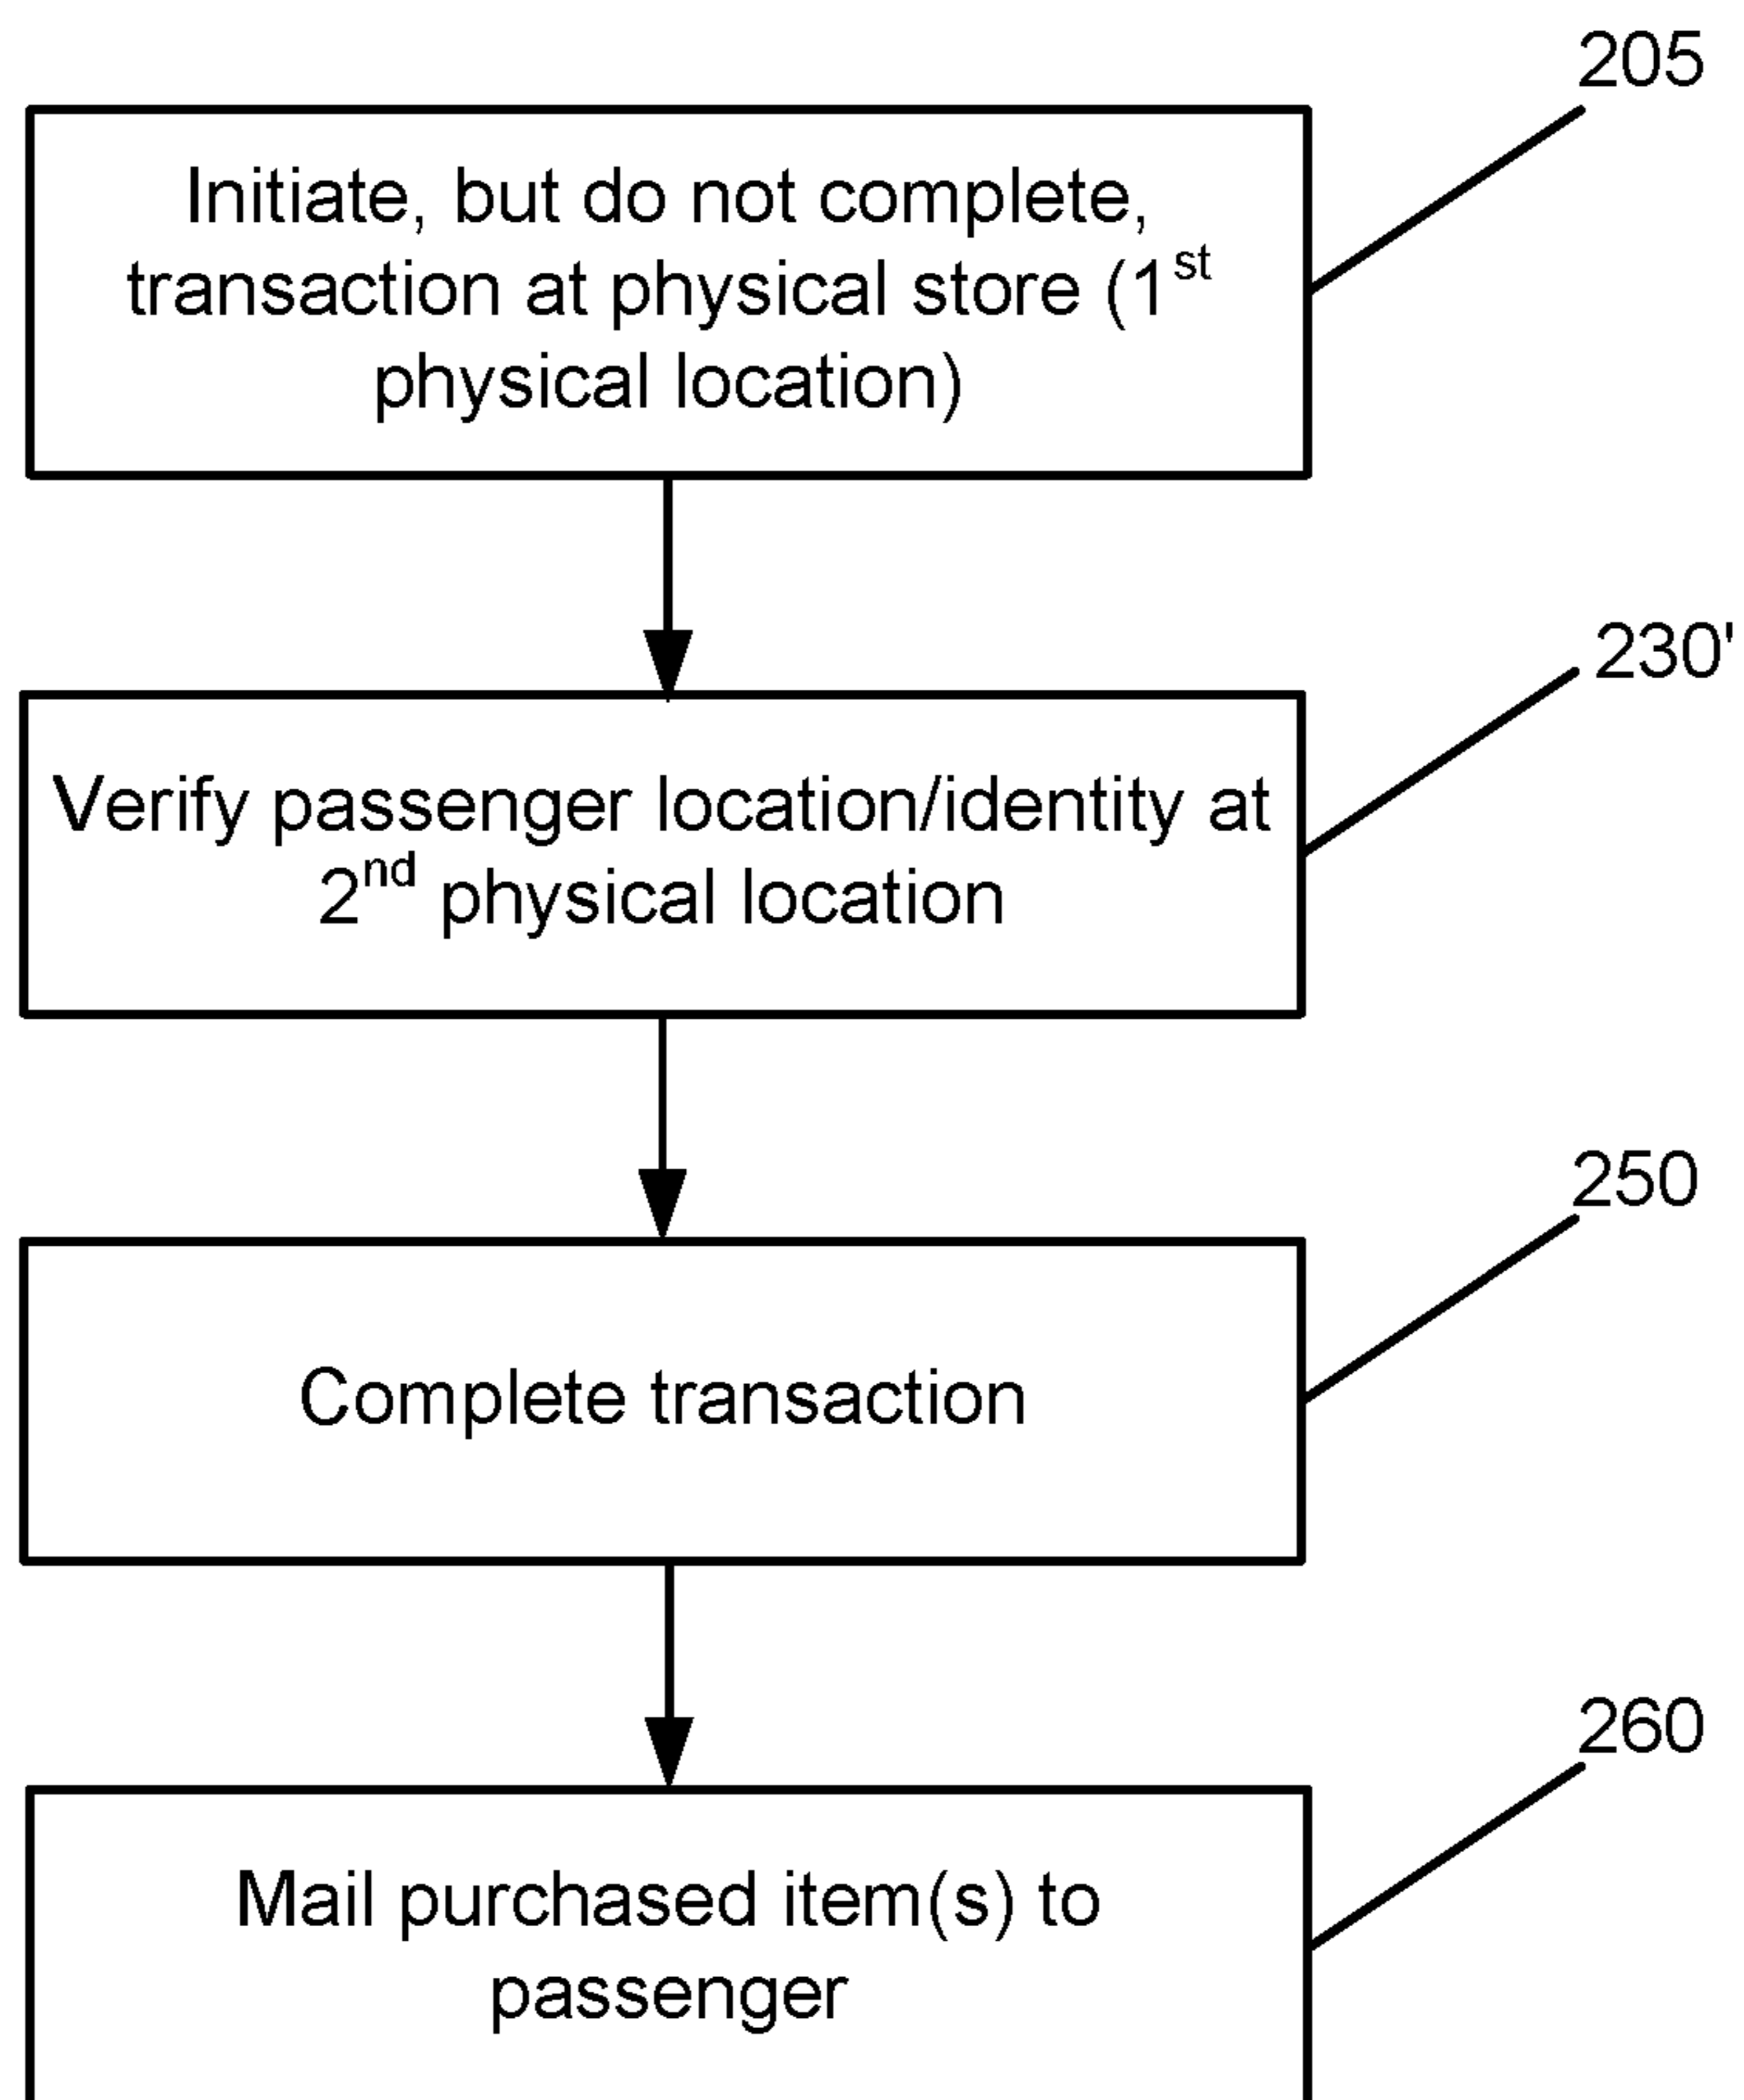 205
Initiate, but do not complete,
transaction at physical store (1st
physical location)
230'
Verify passenger location/identity at
2nd physical location
250
Complete transaction
260
Mail purchased item(s) to
passenger